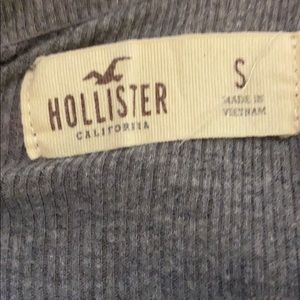 HOLLISTER
CALIFORNIA
S
MADE IN
VIETNAM